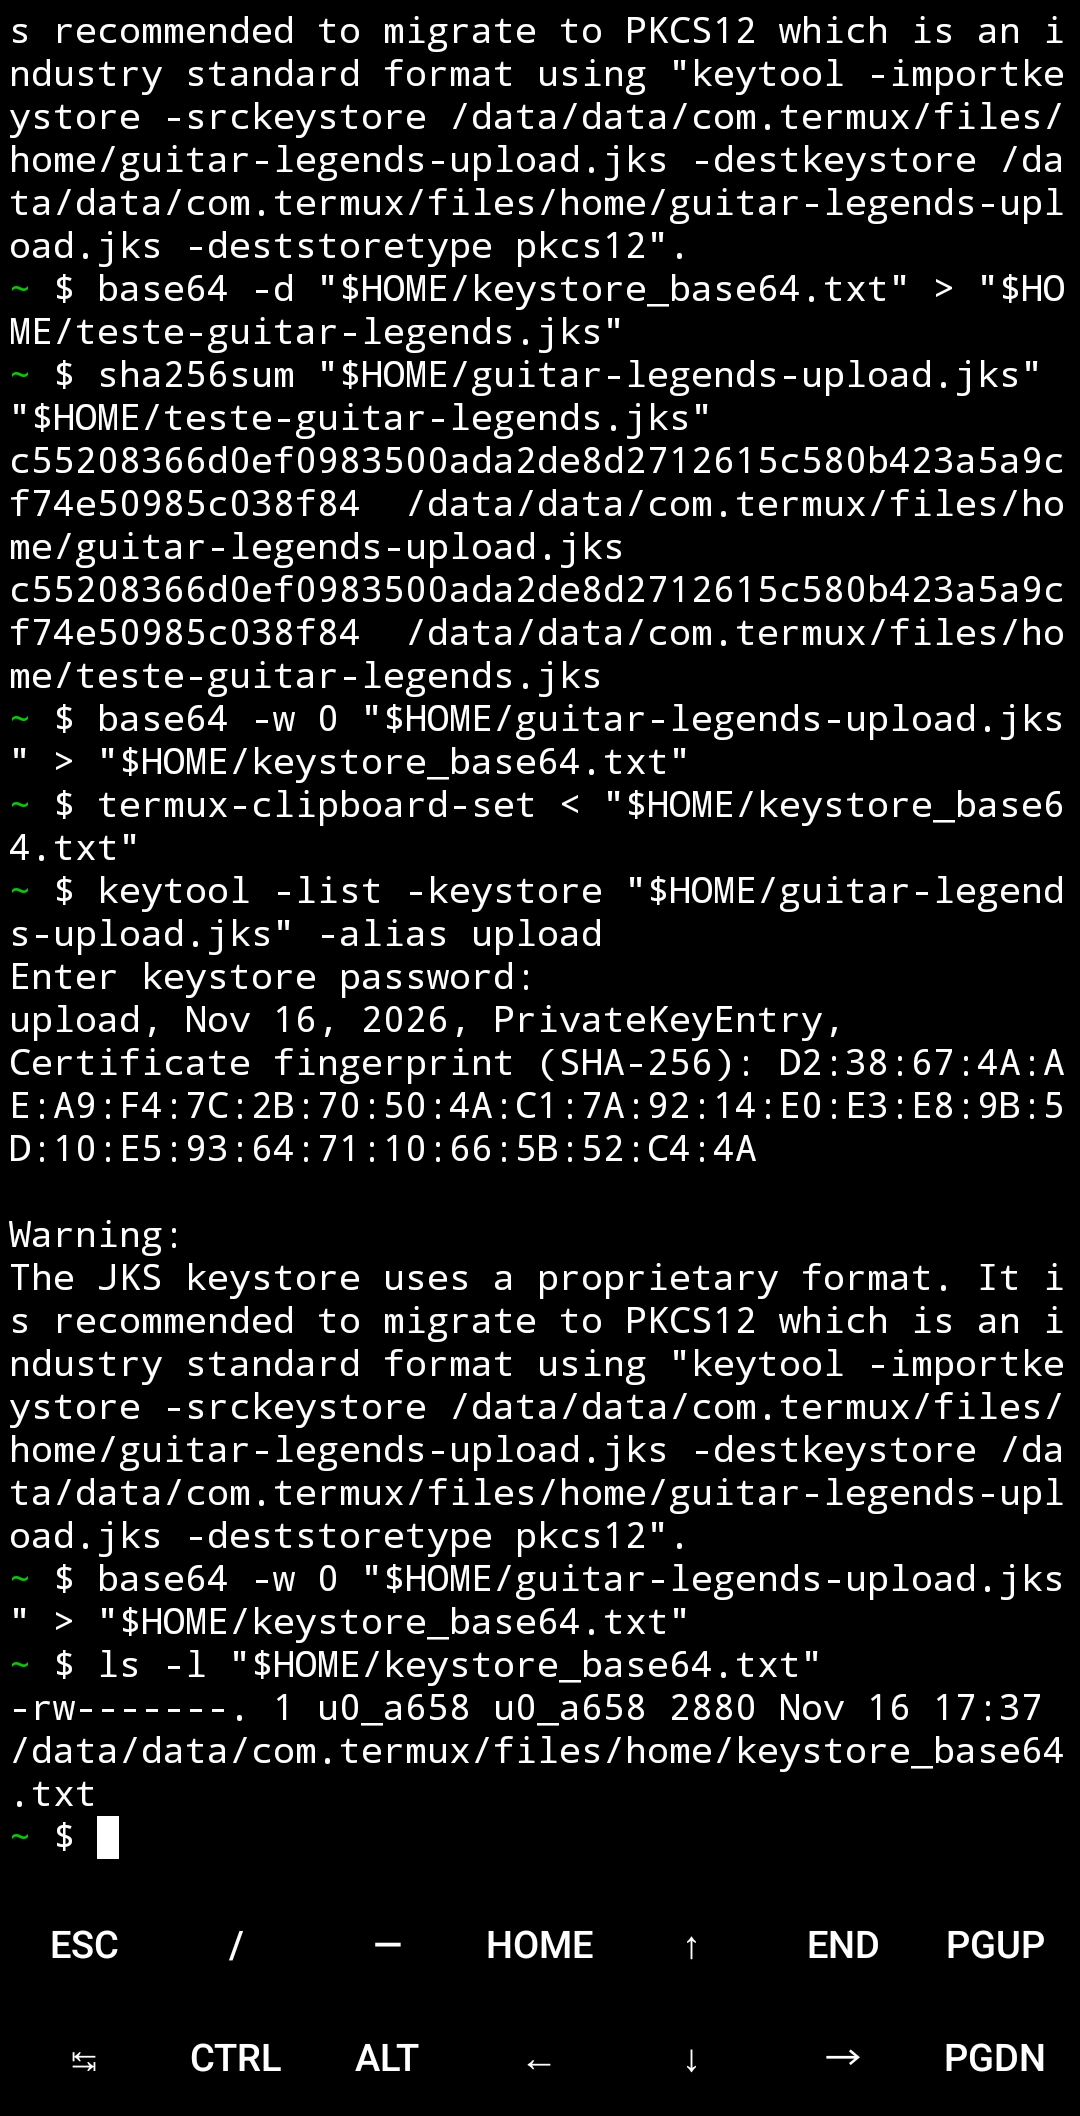 s recommended to migrate to PKCS12 which is an i
ndustry standard format using "keytool -importke
ystore -srckeystore /data/data/com.termux/files/
home/guitar-legends-upload.jks -destkeystore /da
ta/data/com.termux/files/home/guitar-legends-upl
oad.jks -deststoretype pkcs12".
~ $ base64 -d "$HOME/keystore_base64.txt" > "$HO
ME/teste-guitar-legends.jks"
~ $ sha256sum "$HOME/guitar-legends-upload.jks"
"$HOME/teste-guitar-legends.jks"
c55208366d0ef0983500ada2de8d2712615c580b423a5a9c
f74e50985c038f84  /data/data/com.termux/files/ho
me/guitar-legends-upload.jks
c55208366d0ef0983500ada2de8d2712615c580b423a5a9c
f74e50985c038f84  /data/data/com.termux/files/ho
me/teste-guitar-legends.jks
~ $ base64 -w 0 "$HOME/guitar-legends-upload.jks
" > "$HOME/keystore_base64.txt"
~ $ termux-clipboard-set < "$HOME/keystore_base6
4.txt"
~ $ keytool -list -keystore "$HOME/guitar-legend
s-upload.jks" -alias upload
Enter keystore password:
upload, Nov 16, 2026, PrivateKeyEntry,
Certificate fingerprint (SHA-256): D2:38:67:4A:A
E:A9:F4:7C:2B:70:50:4A:C1:7A:92:14:E0:E3:E8:9B:5
D:10:E5:93:64:71:10:66:5B:52:C4:4A

Warning:
The JKS keystore uses a proprietary format. It i
s recommended to migrate to PKCS12 which is an i
ndustry standard format using "keytool -importke
ystore -srckeystore /data/data/com.termux/files/
home/guitar-legends-upload.jks -destkeystore /da
ta/data/com.termux/files/home/guitar-legends-upl
oad.jks -deststoretype pkcs12".
~ $ base64 -w 0 "$HOME/guitar-legends-upload.jks
" > "$HOME/keystore_base64.txt"
~ $ ls -l "$HOME/keystore_base64.txt"
-rw-------. 1 u0_a658 u0_a658 2880 Nov 16 17:37
/data/data/com.termux/files/home/keystore_base64
.txt
~ $
ESC / — HOME ↑ END PGUP
↹ CTRL ALT ← ↓ → PGDN